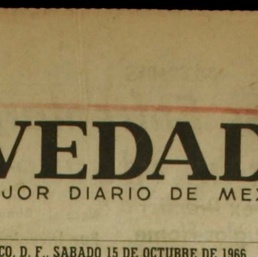 VEDAD
JOR DIARIO DE MEX
CO, D. F., SABADO 15 DE OCTUBRE DE 1966